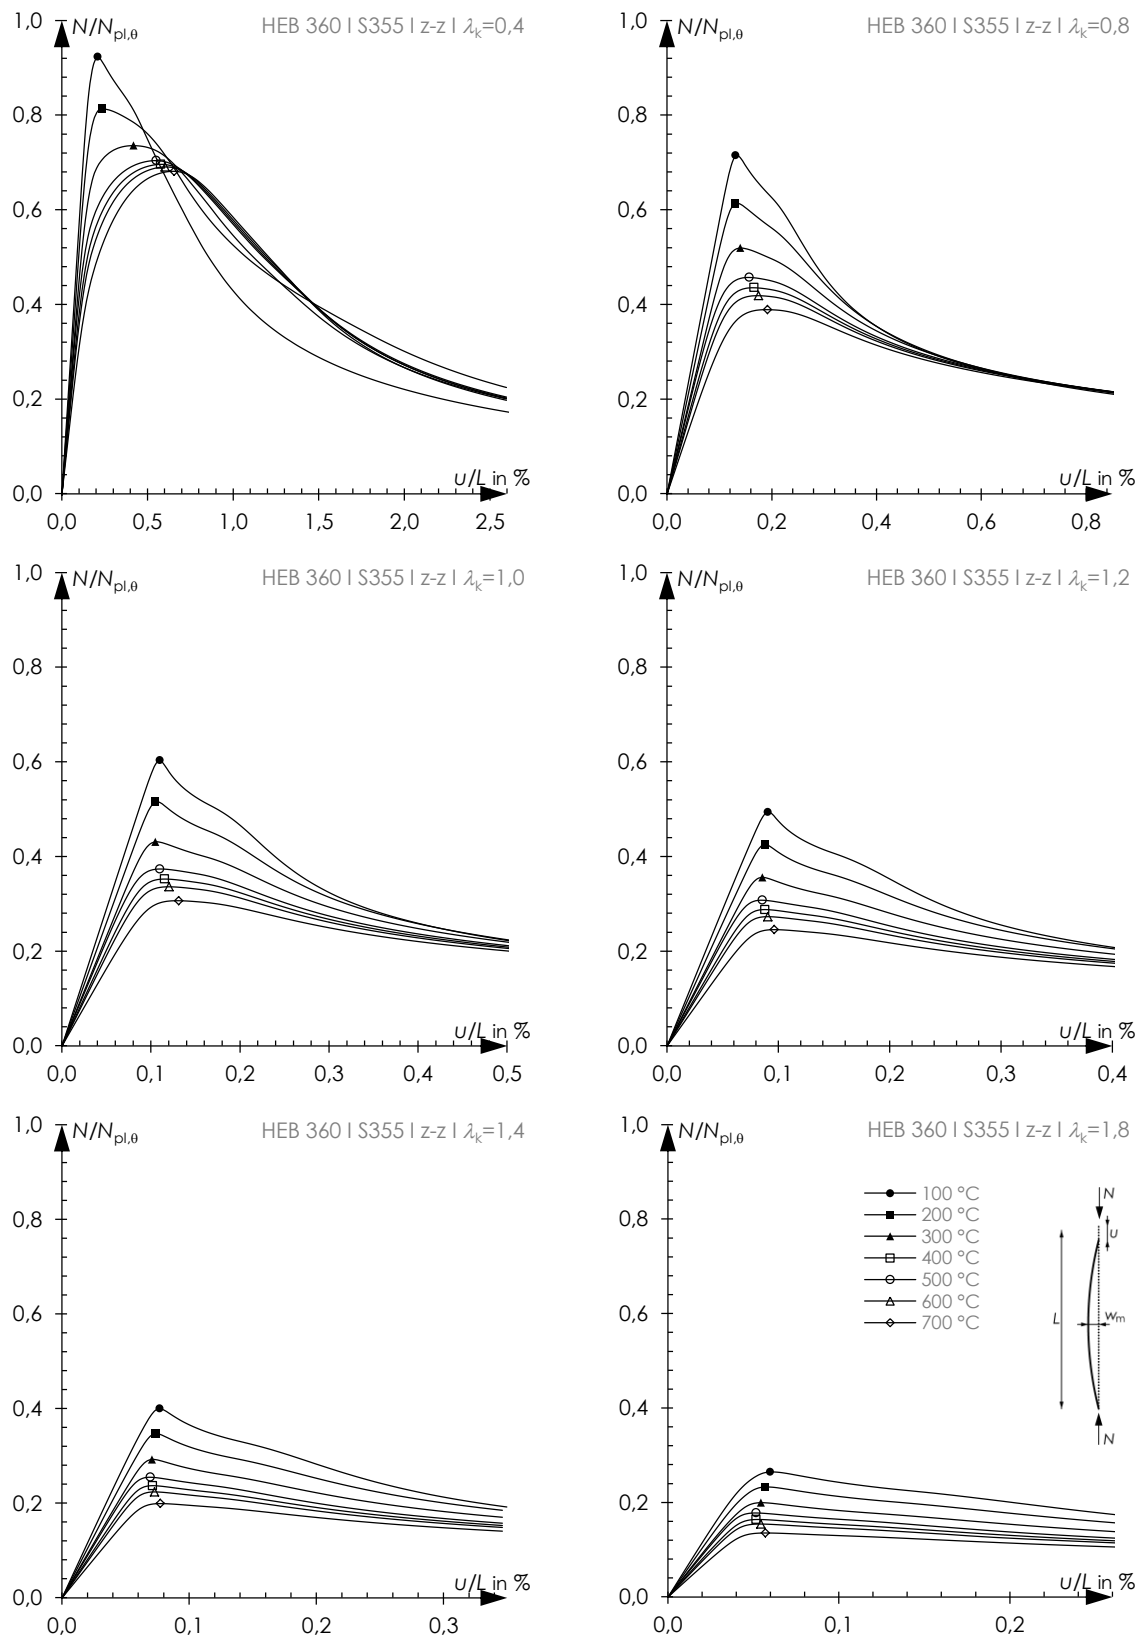 N/Npl,θ
HEB 360 | S355 | z-z | λk=0,4
1,0
0,8
0,6
0,4
0,2
0,0
u/L in %
0,0 0,5 1,0 1,5 2,0 2,5
N/Npl,θ
HEB 360 | S355 | z-z | λk=0,8
1,0
0,8
0,6
0,4
0,2
0,0
u/L in %
0,0 0,2 0,4 0,6 0,8
N/Npl,θ
HEB 360 | S355 | z-z | λk=1,0
1,0
0,8
0,6
0,4
0,2
0,0
u/L in %
0,0 0,1 0,2 0,3 0,4 0,5
N/Npl,θ
HEB 360 | S355 | z-z | λk=1,2
1,0
0,8
0,6
0,4
0,2
0,0
u/L in %
0,0 0,1 0,2 0,3 0,4
N/Npl,θ
HEB 360 | S355 | z-z | λk=1,4
1,0
0,8
0,6
0,4
0,2
0,0
u/L in %
0,0 0,1 0,2 0,3
N/Npl,θ
HEB 360 | S355 | z-z | λk=1,8
1,0
0,8
0,6
0,4
0,2
0,0
100 °C
200 °C
300 °C
400 °C
500 °C
600 °C
700 °C
N
u
L
wm
N
u/L in %
0,0 0,1 0,2